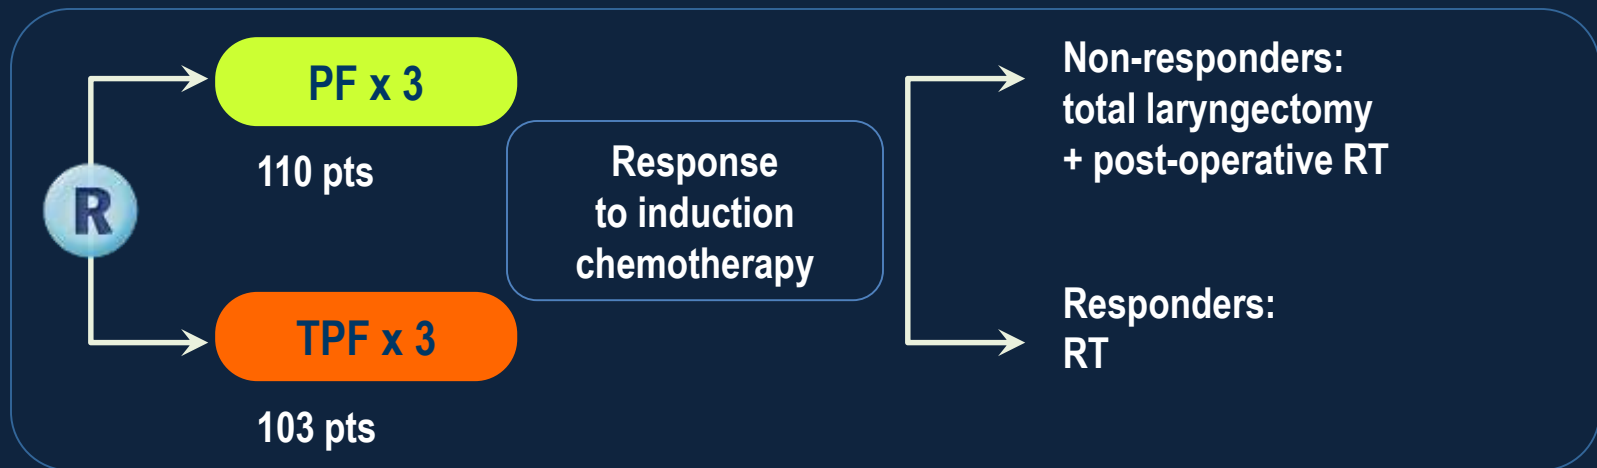 R
PF x 3
110 pts
TPF x 3
103 pts
Response
to induction
chemotherapy
Non-responders:
total laryngectomy
+ post-operative RT
Responders:
RT